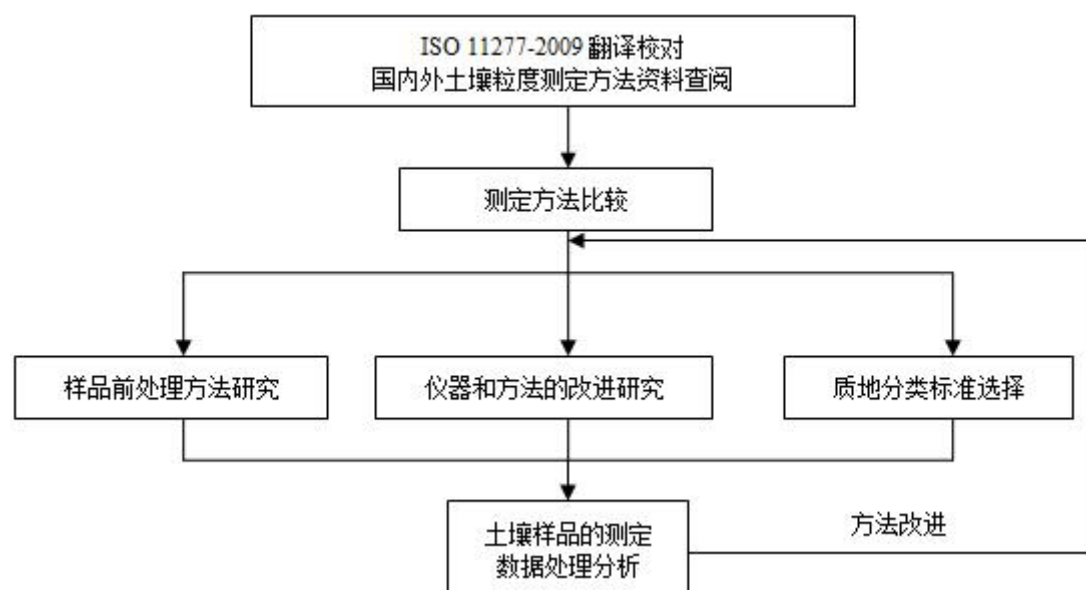 ISO 11277-2009 翻译校对
国内外土壤粒度测定方法资料查阅
测定方法比较
样品前处理方法研究
仪器和方法的改进研究
质地分类标准选择
土壤样品的测定
数据处理分析
方法改进